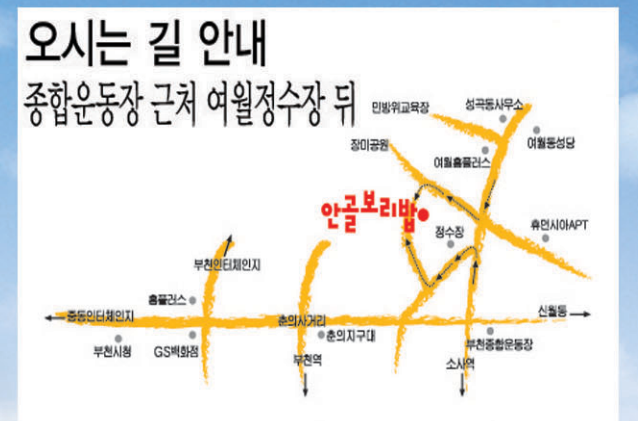 오시는 길 안내
종합운동장 근처 여월정수장 뒤
민방위교육장
성곡동사무소
장미공원
여월홈플러스
여월동성당
안골보리밥
정수장
휴먼시아APT
부천인터체인지
홈플러스
중동인터체인지
춘의사거리
신월동
부천시청
GS백화점
춘의지구대
부천역
부천종합운동장
소사역